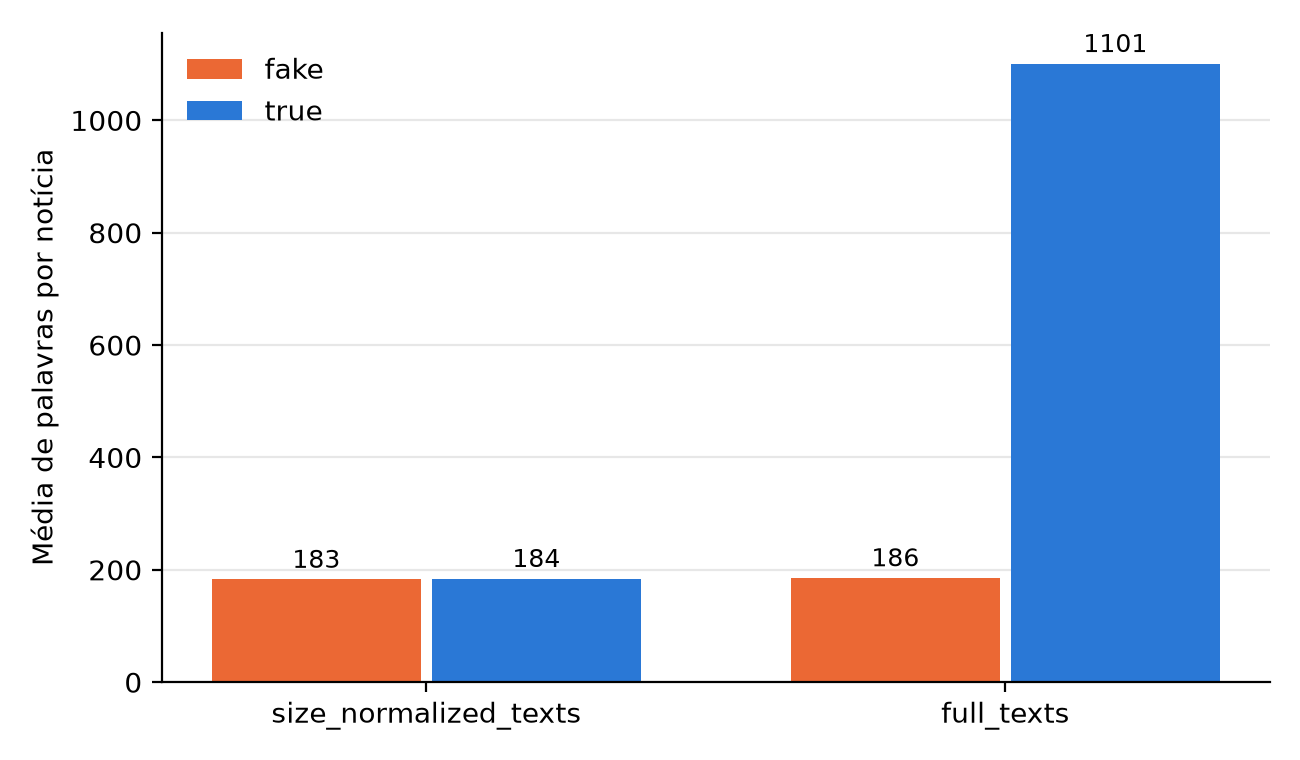 1101
fake
true
1000
800
600
400
200
0
Média de palavras por notícia
183
184
186
size_normalized_texts
full_texts